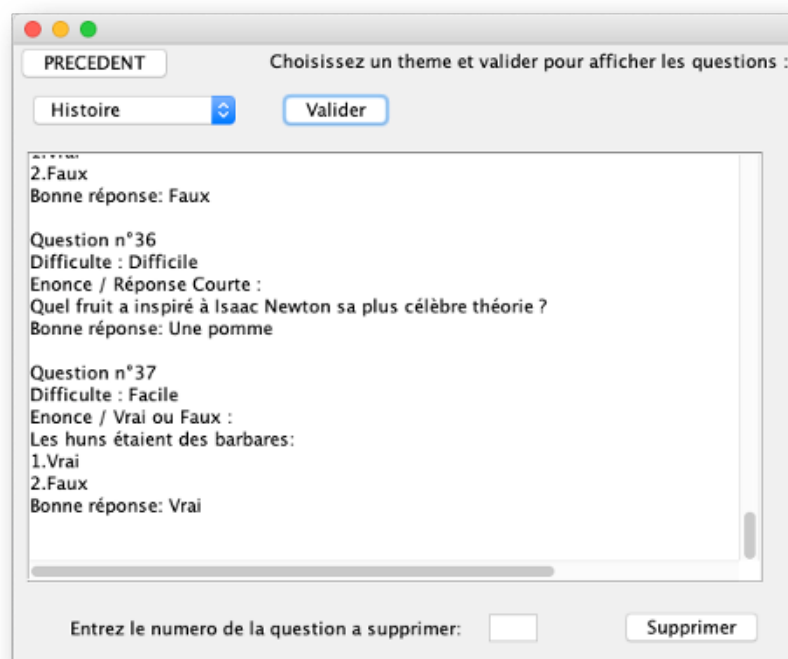 PRECEDENT
Choisissez un theme et valider pour afficher les questions :
Histoire
Valider
1.Vrai
2.Faux
Bonne réponse: Faux
Question n°36
Difficulte : Difficile
Enonce / Réponse Courte :
Quel fruit a inspiré à Isaac Newton sa plus célèbre théorie ?
Bonne réponse: Une pomme
Question n°37
Difficulte : Facile
Enonce / Vrai ou Faux :
Les huns étaient des barbares:
1.Vrai
2.Faux
Bonne réponse: Vrai
Entrez le numero de la question a supprimer:
Supprimer